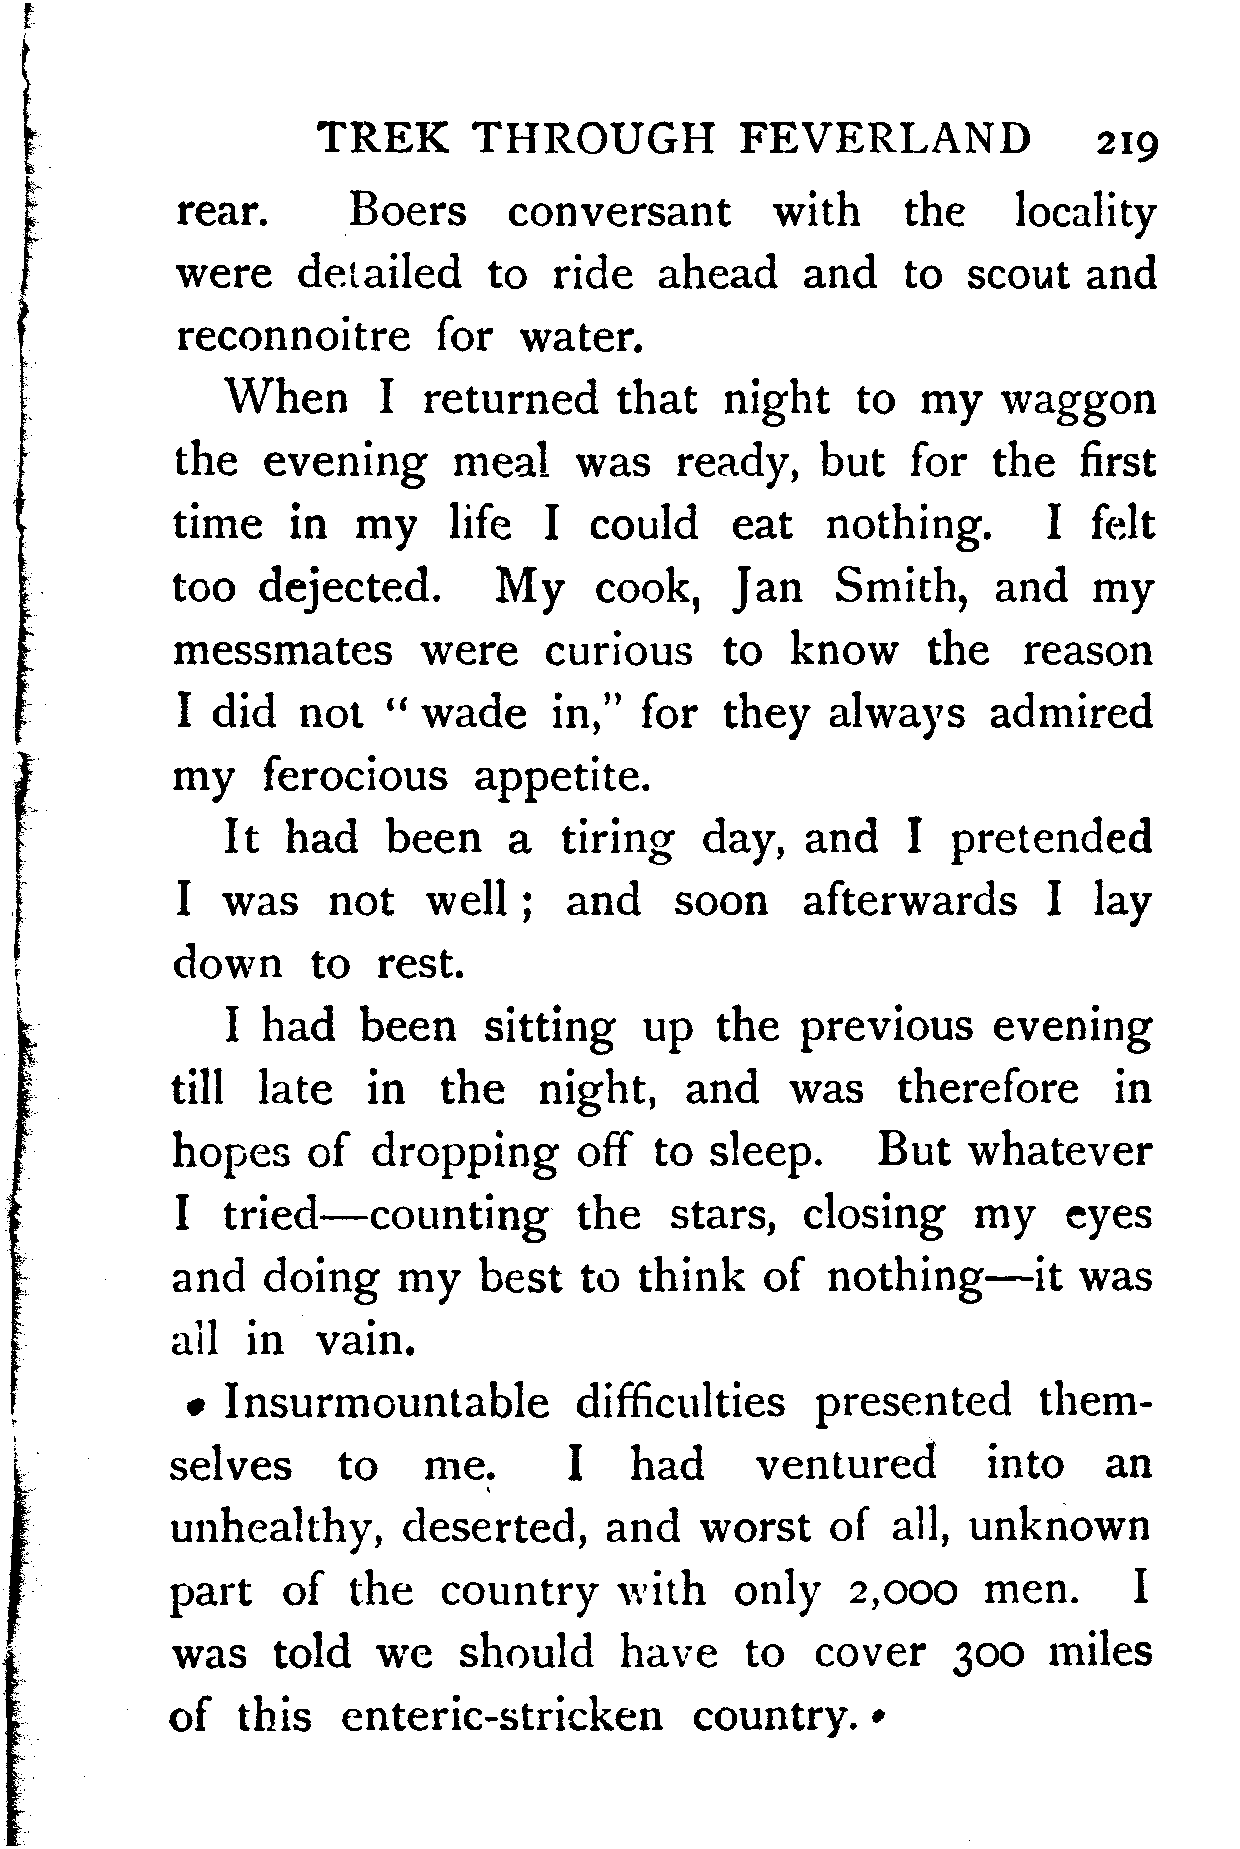 TREK THROUGH FEVERLAND 219
rear. Boers conversant with the locality
were detailed to ride ahead and to scout and
reconnoitre for water.
When I returned that night to my waggon
the evening meal was ready, but for the first
time in my life I could eat nothing. I felt
too dejected. My cook, Jan Smith, and my
messmates were curious to know the reason
I did not “ wade in,” for they always admired
my ferocious appetite.
It had been a tiring day, and I pretended
I was not well ; and soon afterwards I lay
down to rest.
I had been sitting up the previous evening
till late in the night, and was therefore in
hopes of dropping off to sleep. But whatever
I tried—counting the stars, closing my eyes
and doing my best to think of nothing—it was
all in vain.
Insurmountable difficulties presented them-
selves to me. I had ventured into an
unhealthy, deserted, and worst of all, unknown
part of the country with only 2,000 men. I
was told we should have to cover 300 miles
of this enteric-stricken country.